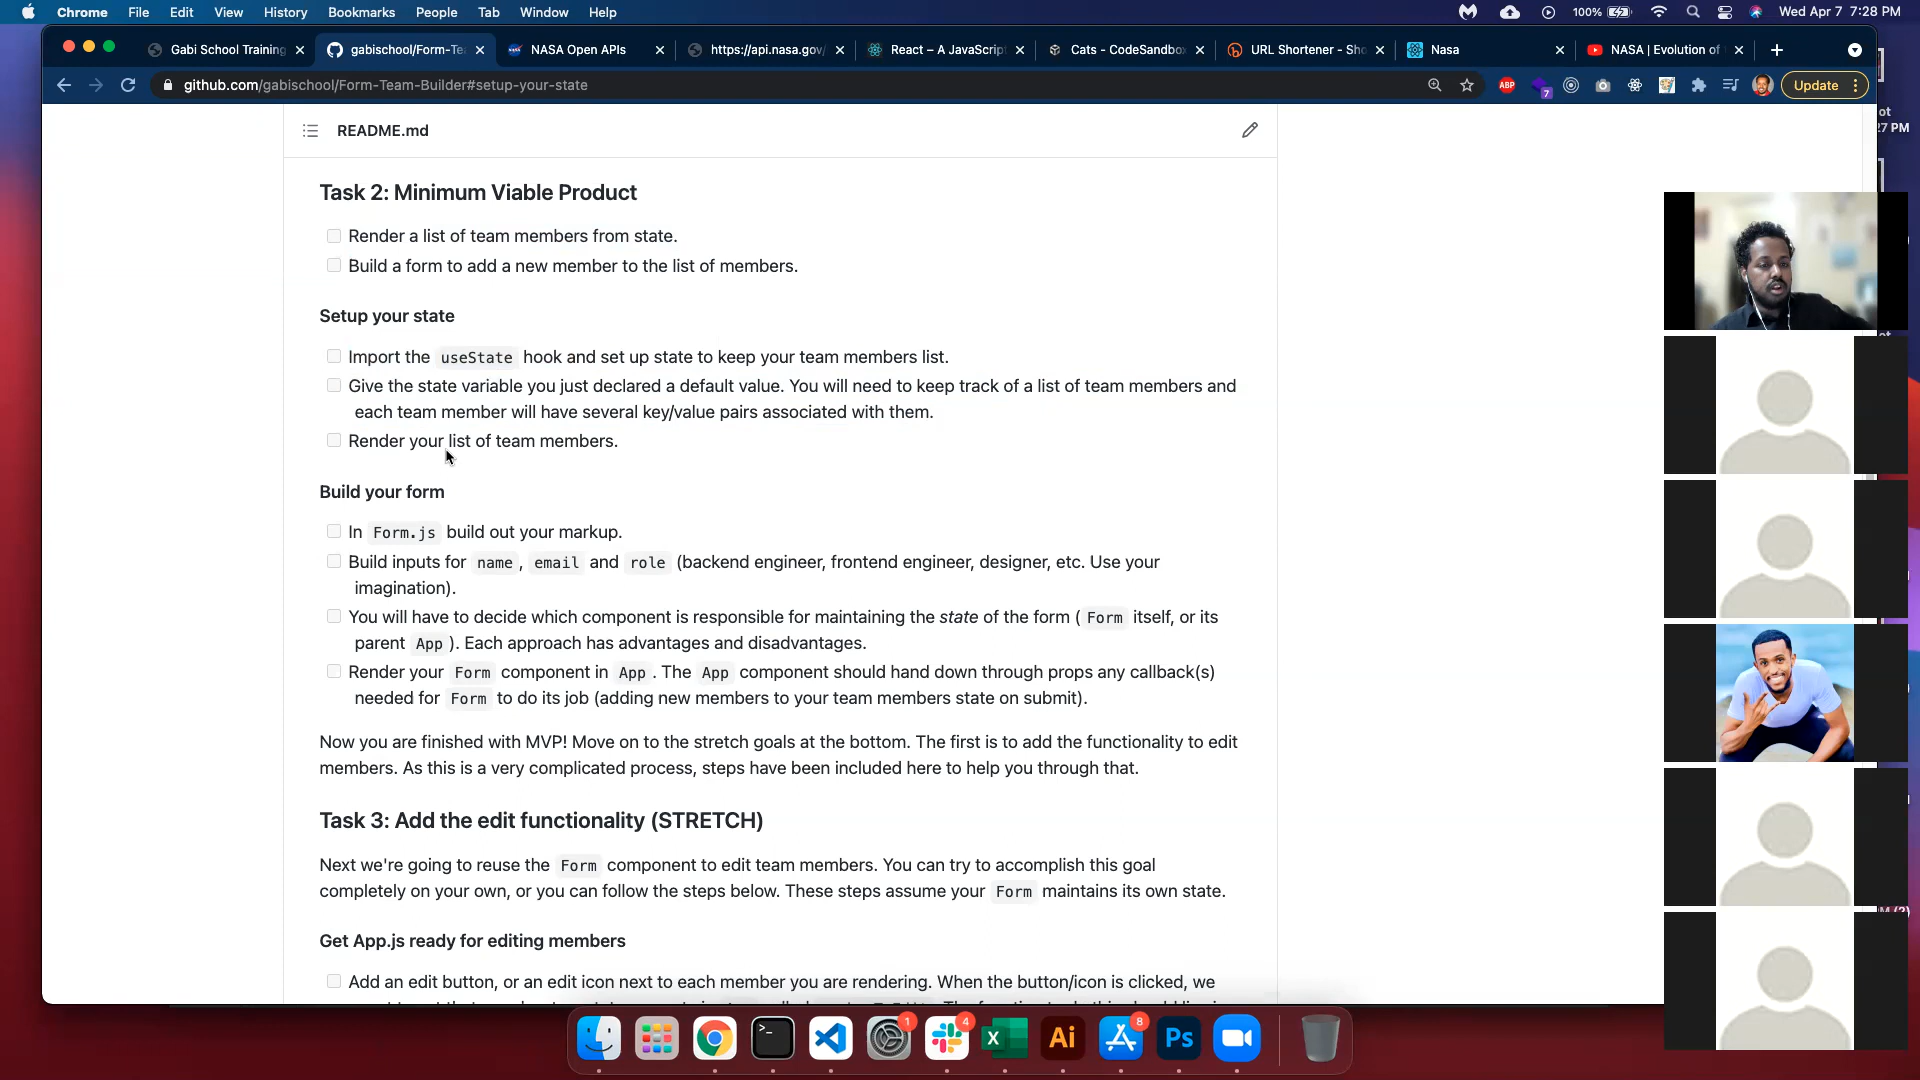 Chrome File Edit View History Bookmarks People Tab Window Help
100% Wed Apr 7 7:28 PM
Gabi School Training
gabischool/Form-Te
NASA Open APIs
https://api.nasa.gov/
React – A JavaScript
Cats - CodeSandbo
URL Shortener - Sho
Nasa
NASA | Evolution of
github.com/gabischool/Form-Team-Builder#setup-your-state
ABP
7
Update
ot
27 PM
README.md
Task 2: Minimum Viable Product
Render a list of team members from state.
Build a form to add a new member to the list of members.
Setup your state
Import the useState hook and set up state to keep your team members list.
Give the state variable you just declared a default value. You will need to keep track of a list of team members and
each team member will have several key/value pairs associated with them.
Render your list of team members.
Build your form
In Form.js build out your markup.
Build inputs for name , email and role (backend engineer, frontend engineer, designer, etc. Use your
imagination).
You will have to decide which component is responsible for maintaining the state of the form ( Form itself, or its
parent App ). Each approach has advantages and disadvantages.
Render your Form component in App . The App component should hand down through props any callback(s)
needed for Form to do its job (adding new members to your team members state on submit).
Now you are finished with MVP! Move on to the stretch goals at the bottom. The first is to add the functionality to edit
members. As this is a very complicated process, steps have been included here to help you through that.
Task 3: Add the edit functionality (STRETCH)
Next we're going to reuse the Form component to edit team members. You can try to accomplish this goal
completely on your own, or you can follow the steps below. These steps assume your Form maintains its own state.
Get App.js ready for editing members
Add an edit button, or an edit icon next to each member you are rendering. When the button/icon is clicked, we
1
4
8
X
Ai
Ps